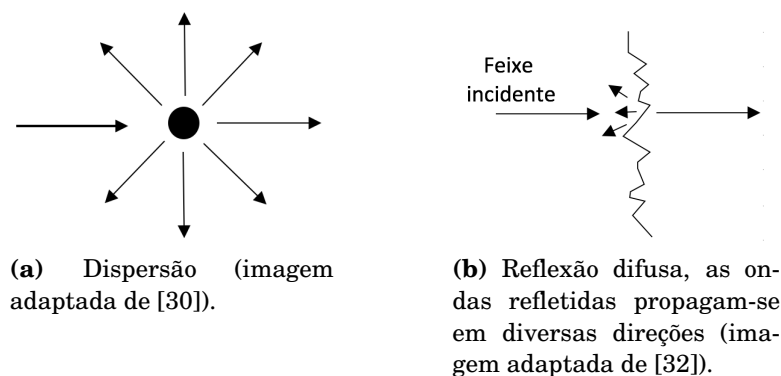 Feixe
incidente
(a) Dispersão (imagem
adaptada de [30]).
(b) Reflexão difusa, as on-
das refletidas propagam-se
em diversas direções (ima-
gem adaptada de [32]).